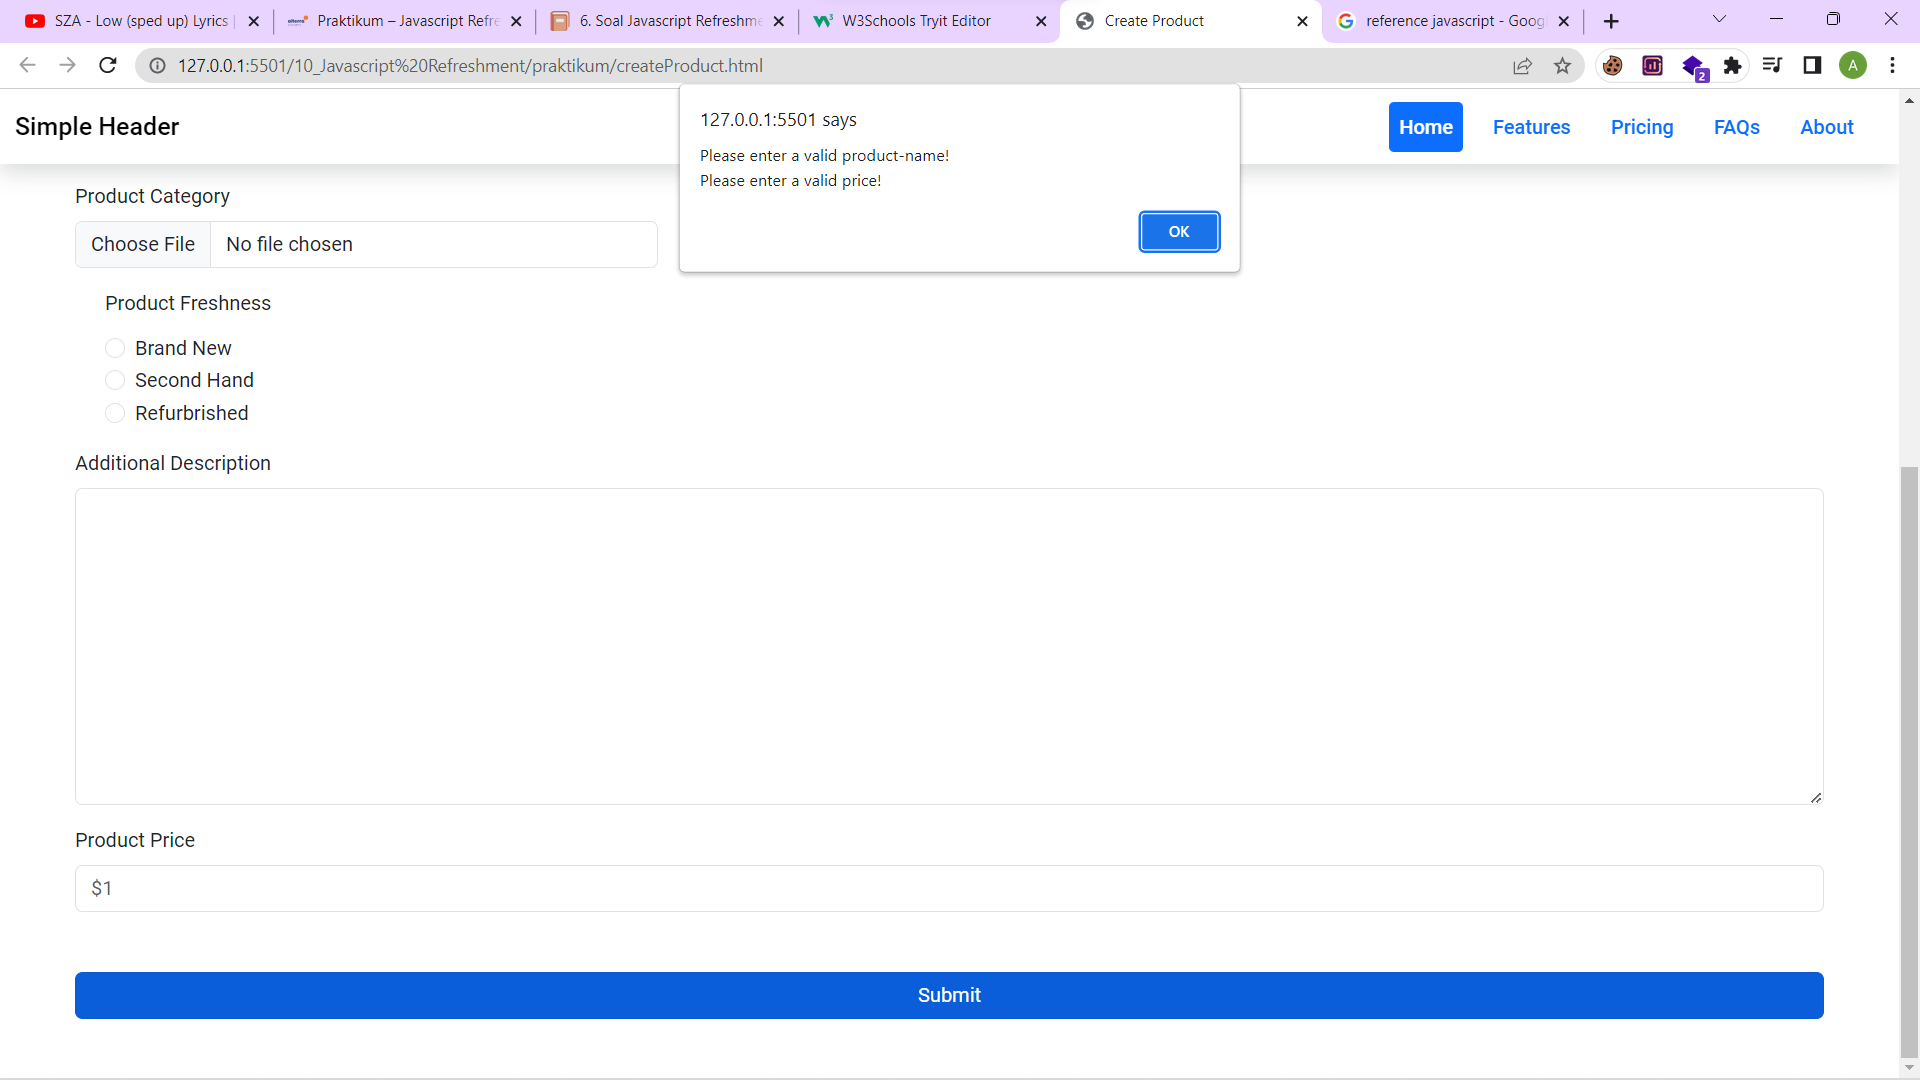 SZA - Low (sped up) Lyrics
Praktikum – Javascript Refre
6. Soal Javascript Refreshme
W3Schools Tryit Editor
Create Product
reference javascript - Goog
127.0.0.1:5501/10_Javascript%20Refreshment/praktikum/createProduct.html
2
A
Simple Header
Home
Features
Pricing
FAQs
About
127.0.0.1:5501 says
Please enter a valid product-name!
Please enter a valid price!
OK
Product Category
Choose File
No file chosen
Product Freshness
Brand New
Second Hand
Refurbrished
Additional Description
Product Price
$1
Submit